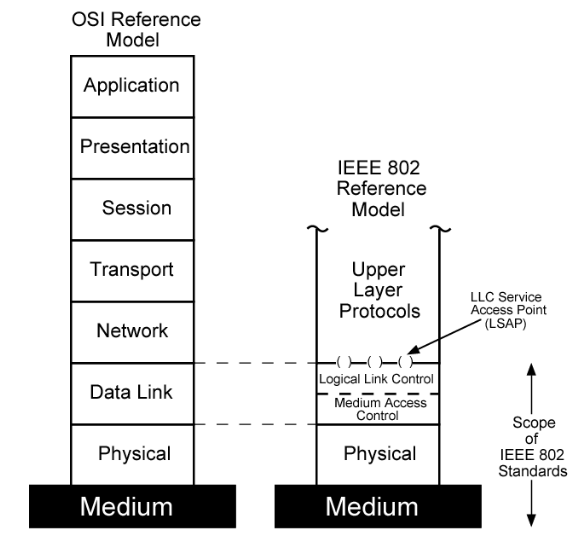 OSI Reference
Model
Application
Presentation
Session
Transport
Network
Data Link
Physical
Medium
IEEE 802
Reference
Model
Upper
Layer
Protocols
LLC Service
Access Point
(LSAP)
Logical Link Control
Medium Access
Control
Physical
Medium
Scope
of
IEEE 802
Standards